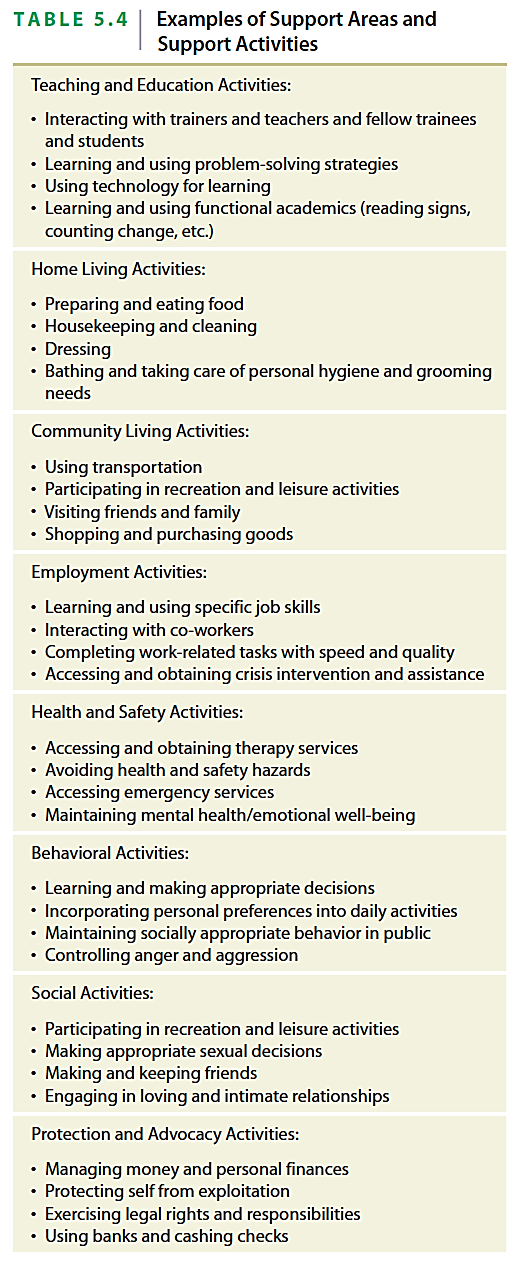 TABLE 5.4
Examples of Support Areas and
Support Activities
Teaching and Education Activities:
• Interacting with trainers and teachers and fellow trainees
and students
• Learning and using problem-solving strategies
• Using technology for learning
• Learning and using functional academics (reading signs,
counting change, etc.)
Home Living Activities:
• Preparing and eating food
• Housekeeping and cleaning
• Dressing
• Bathing and taking care of personal hygiene and grooming
needs
Community Living Activities:
• Using transportation
• Participating in recreation and leisure activities
• Visiting friends and family
• Shopping and purchasing goods
Employment Activities:
• Learning and using specific job skills
• Interacting with co-workers
• Completing work-related tasks with speed and quality
• Accessing and obtaining crisis intervention and assistance
Health and Safety Activities:
• Accessing and obtaining therapy services
• Avoiding health and safety hazards
• Accessing emergency services
• Maintaining mental health/emotional well-being
Behavioral Activities:
• Learning and making appropriate decisions
• Incorporating personal preferences into daily activities
• Maintaining socially appropriate behavior in public
• Controlling anger and aggression
Social Activities:
• Participating in recreation and leisure activities
• Making appropriate sexual decisions
• Making and keeping friends
• Engaging in loving and intimate relationships
Protection and Advocacy Activities:
• Managing money and personal finances
• Protecting self from exploitation
• Exercising legal rights and responsibilities
• Using banks and cashing checks